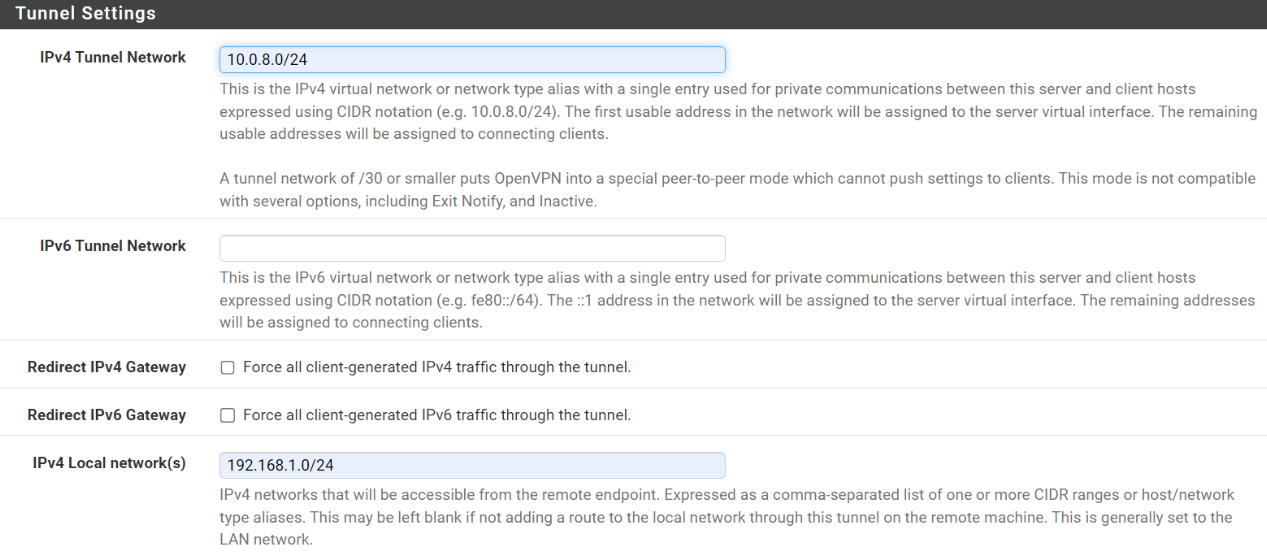 Tunnel Settings
IPv4 Tunnel Network
10.0.8.0/24
This is the IPv4 virtual network or network type alias with a single entry used for private communications between this server and client hosts
expressed using CIDR notation (e.g. 10.0.8.0/24). The first usable address in the network will be assigned to the server virtual interface. The remaining
usable addresses will be assigned to connecting clients.
A tunnel network of /30 or smaller puts OpenVPN into a special peer-to-peer mode which cannot push settings to clients. This mode is not compatible
with several options, including Exit Notify, and Inactive.
IPv6 Tunnel Network
This is the IPv6 virtual network or network type alias with a single entry used for private communications between this server and client hosts
expressed using CIDR notation (e.g. fe80::/64). The ::1 address in the network will be assigned to the server virtual interface. The remaining addresses
will be assigned to connecting clients.
Redirect IPv4 Gateway
Force all client-generated IPv4 traffic through the tunnel.
Redirect IPv6 Gateway
Force all client-generated IPv6 traffic through the tunnel.
IPv4 Local network(s)
192.168.1.0/24
IPv4 networks that will be accessible from the remote endpoint. Expressed as a comma-separated list of one or more CIDR ranges or host/network
type aliases. This may be left blank if not adding a route to the local network through this tunnel on the remote machine. This is generally set to the
LAN network.